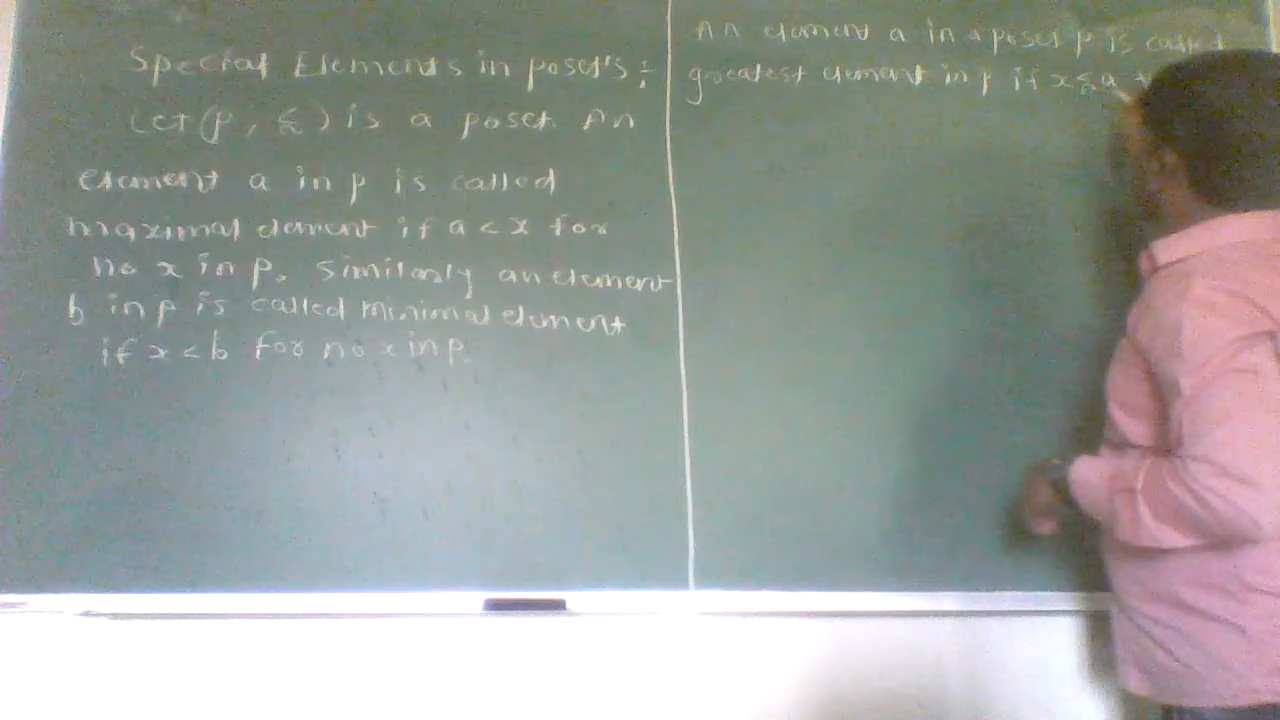 Special Elements in poset's :
Let (P, ≤) is a poset. An
element a in p is called
maximal element if a < x for
no x in p. Similarly an element
b in p is called minimal element
if x < b for no x in p.
An element a in a poset p is called
greatest element in p if x ≤ a